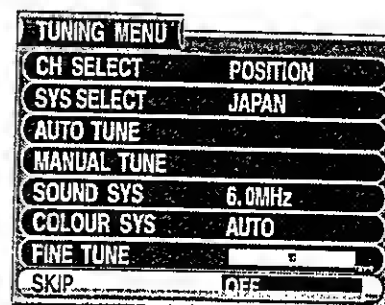 TUNING MENU
CH SELECT POSITION
SYS SELECT JAPAN
AUTO TUNE
MANUAL TUNE
SOUND SYS 6.0MHz
COLOUR SYS AUTO
FINE TUNE
SKIP OFF